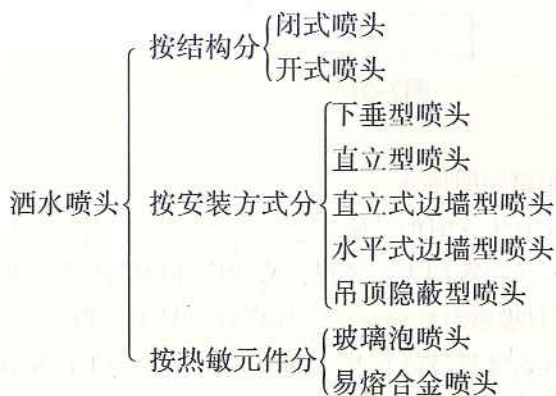 洒水喷头
按结构分
闭式喷头
开式喷头
按安装方式分
下垂型喷头
直立型喷头
直立式边墙型喷头
水平式边墙型喷头
吊顶隐蔽型喷头
按热敏元件分
玻璃泡喷头
易熔合金喷头